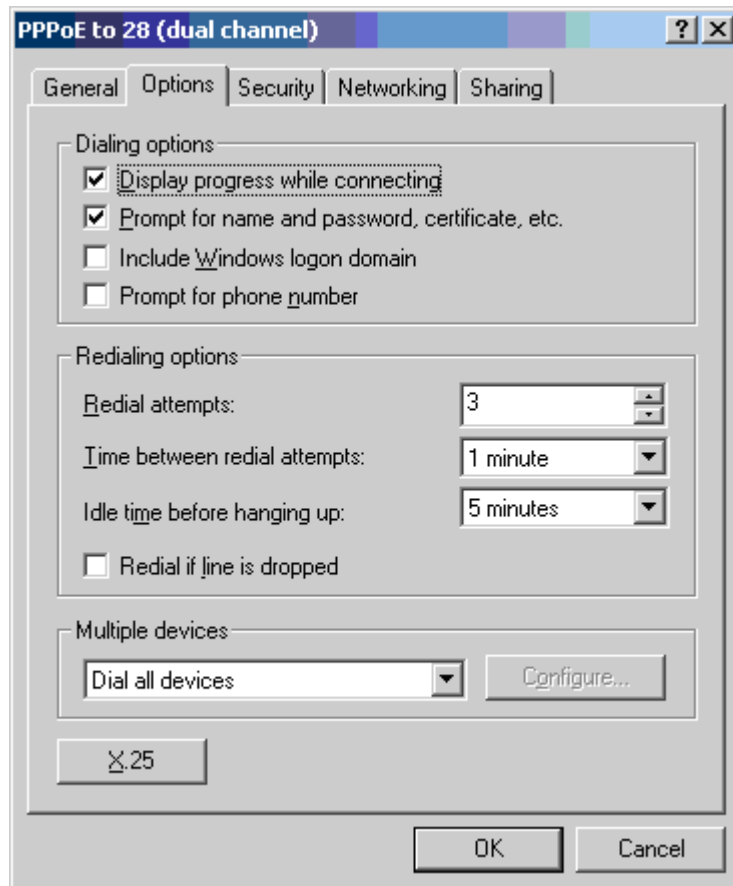 PPPoE to 28 (dual channel)
General Options Security Networking Sharing
Dialing options
Display progress while connecting
Prompt for name and password, certificate, etc.
Include Windows logon domain
Prompt for phone number
Redialing options
Redial attempts: 3
Time between redial attempts: 1 minute
Idle time before hanging up: 5 minutes
Redial if line is dropped
Multiple devices
Dial all devices Configure...
X.25
OK Cancel